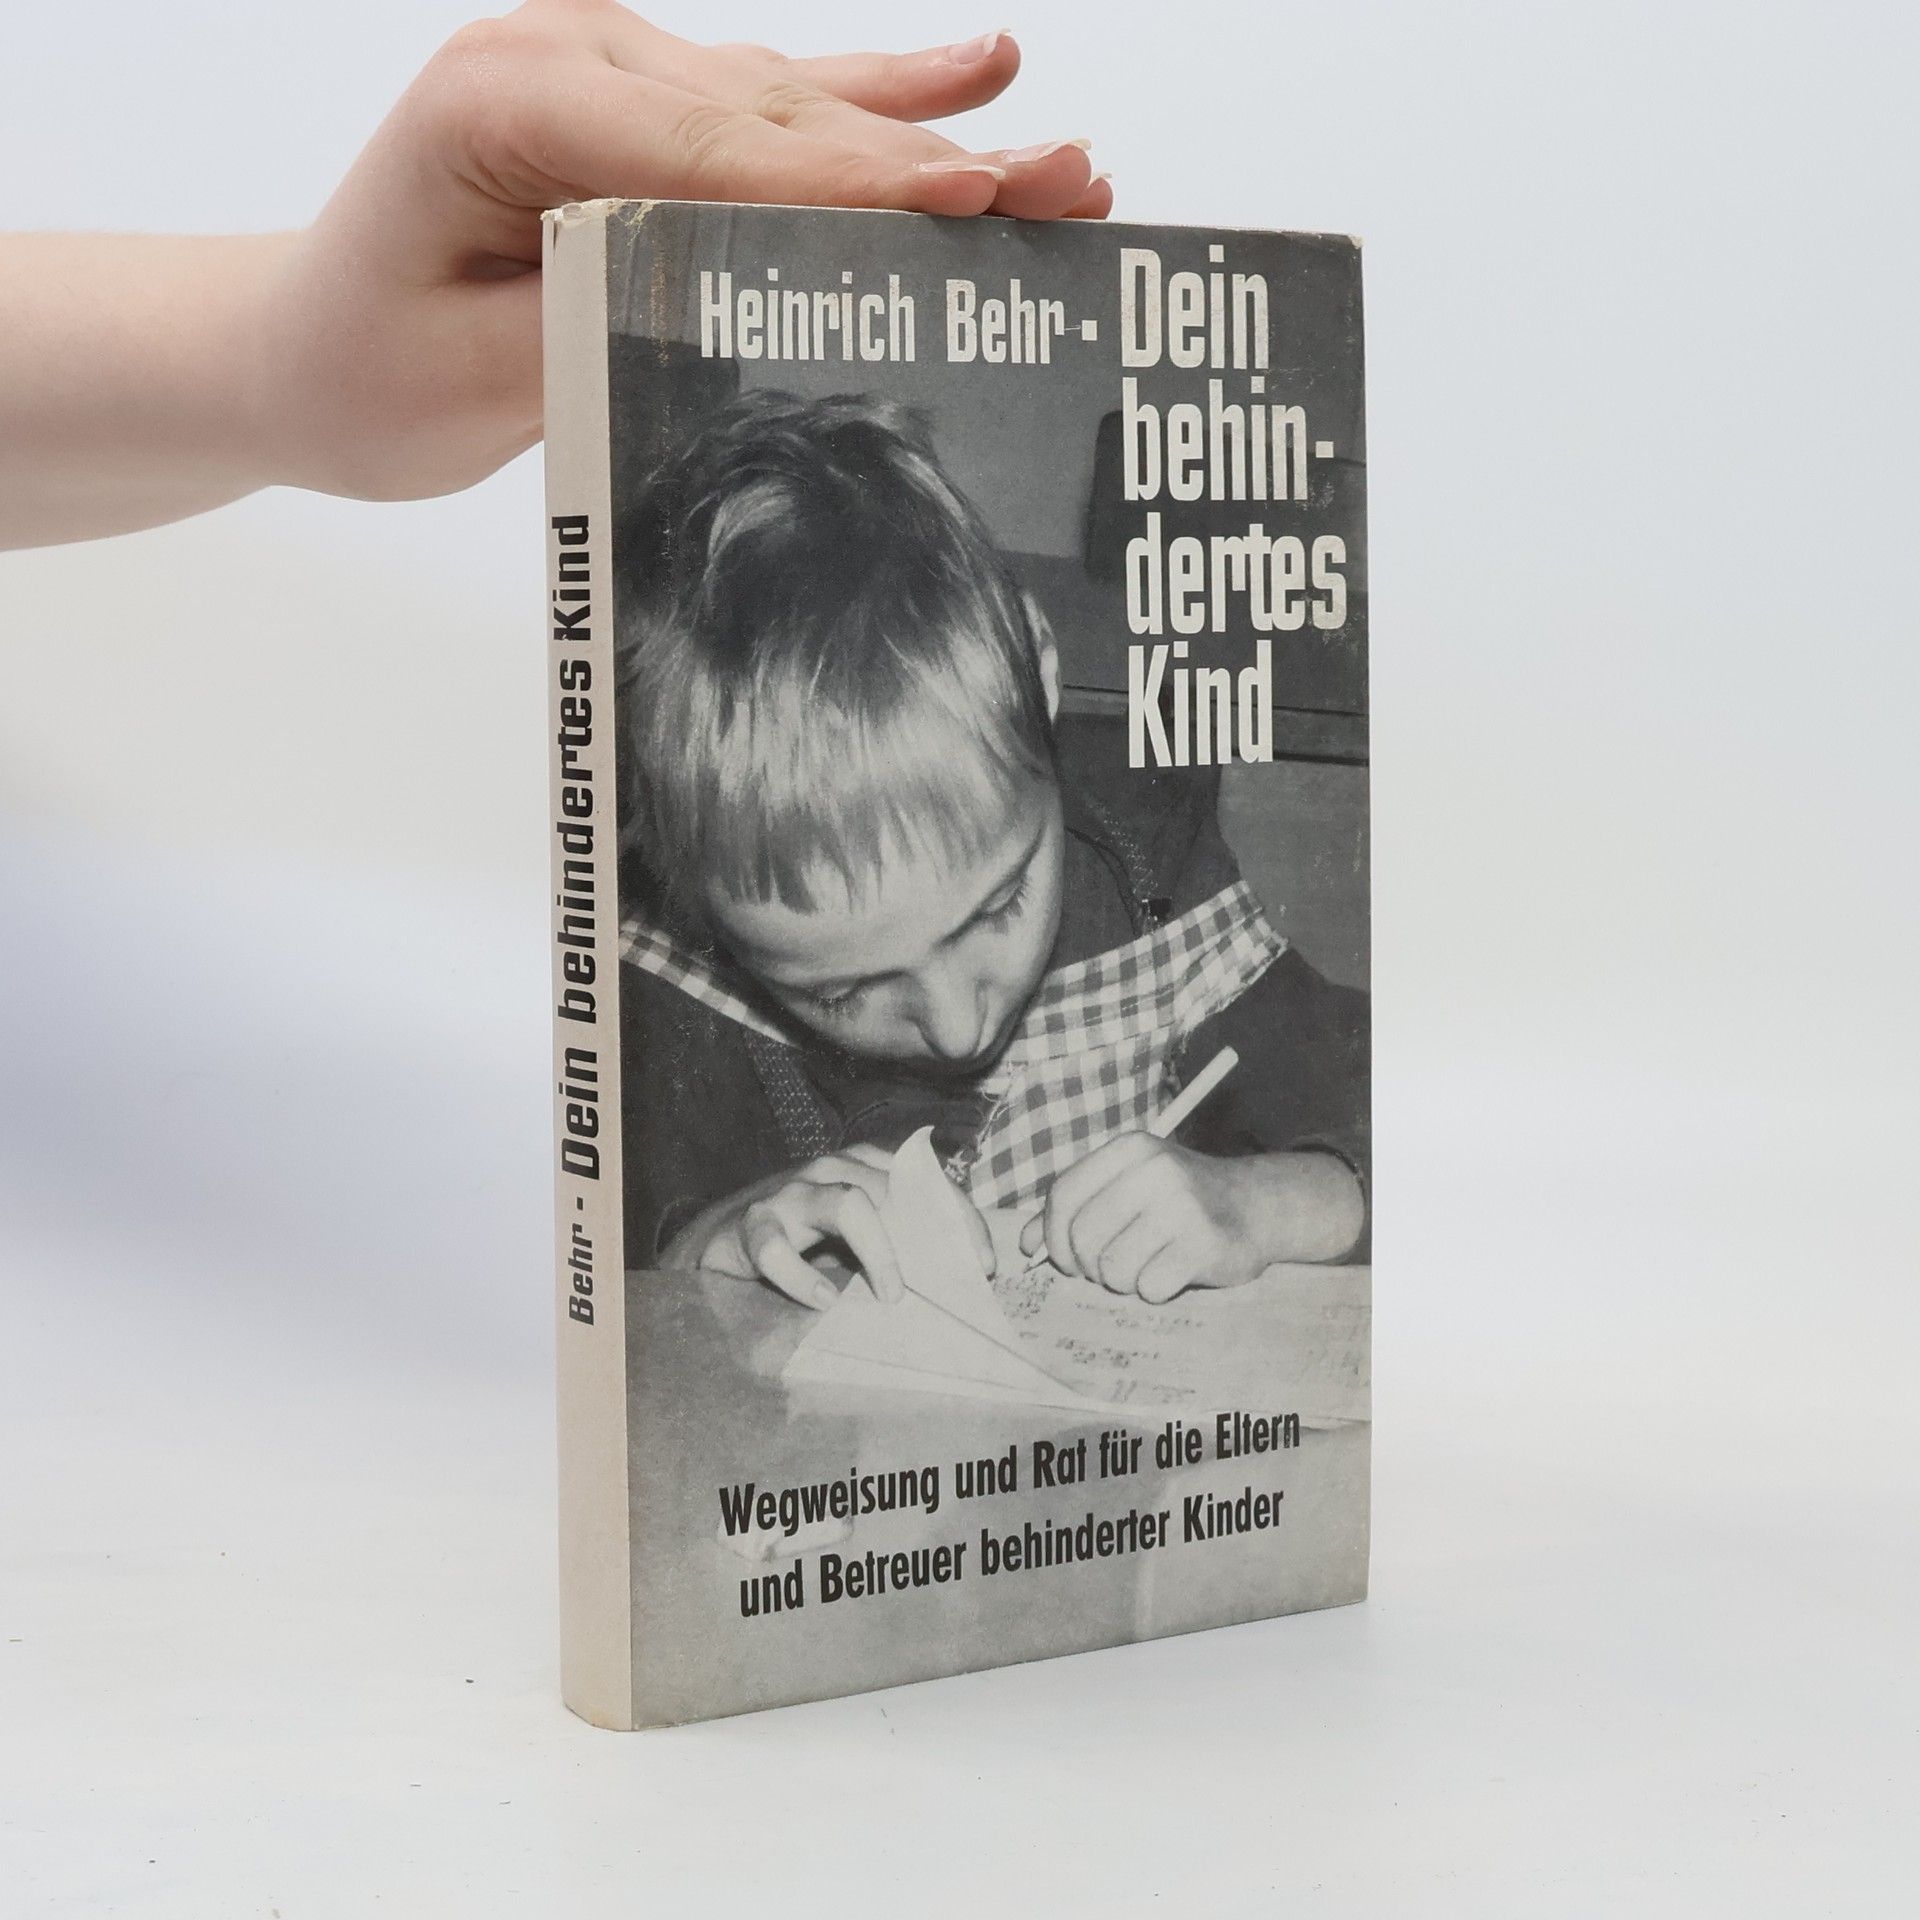 Heinrich Behr · Dein
behin-
dertes
Kind
Wegweisung und Rat für die Eltern
und Betreuer behinderter Kinder
Behr - Dein behindertes Kind